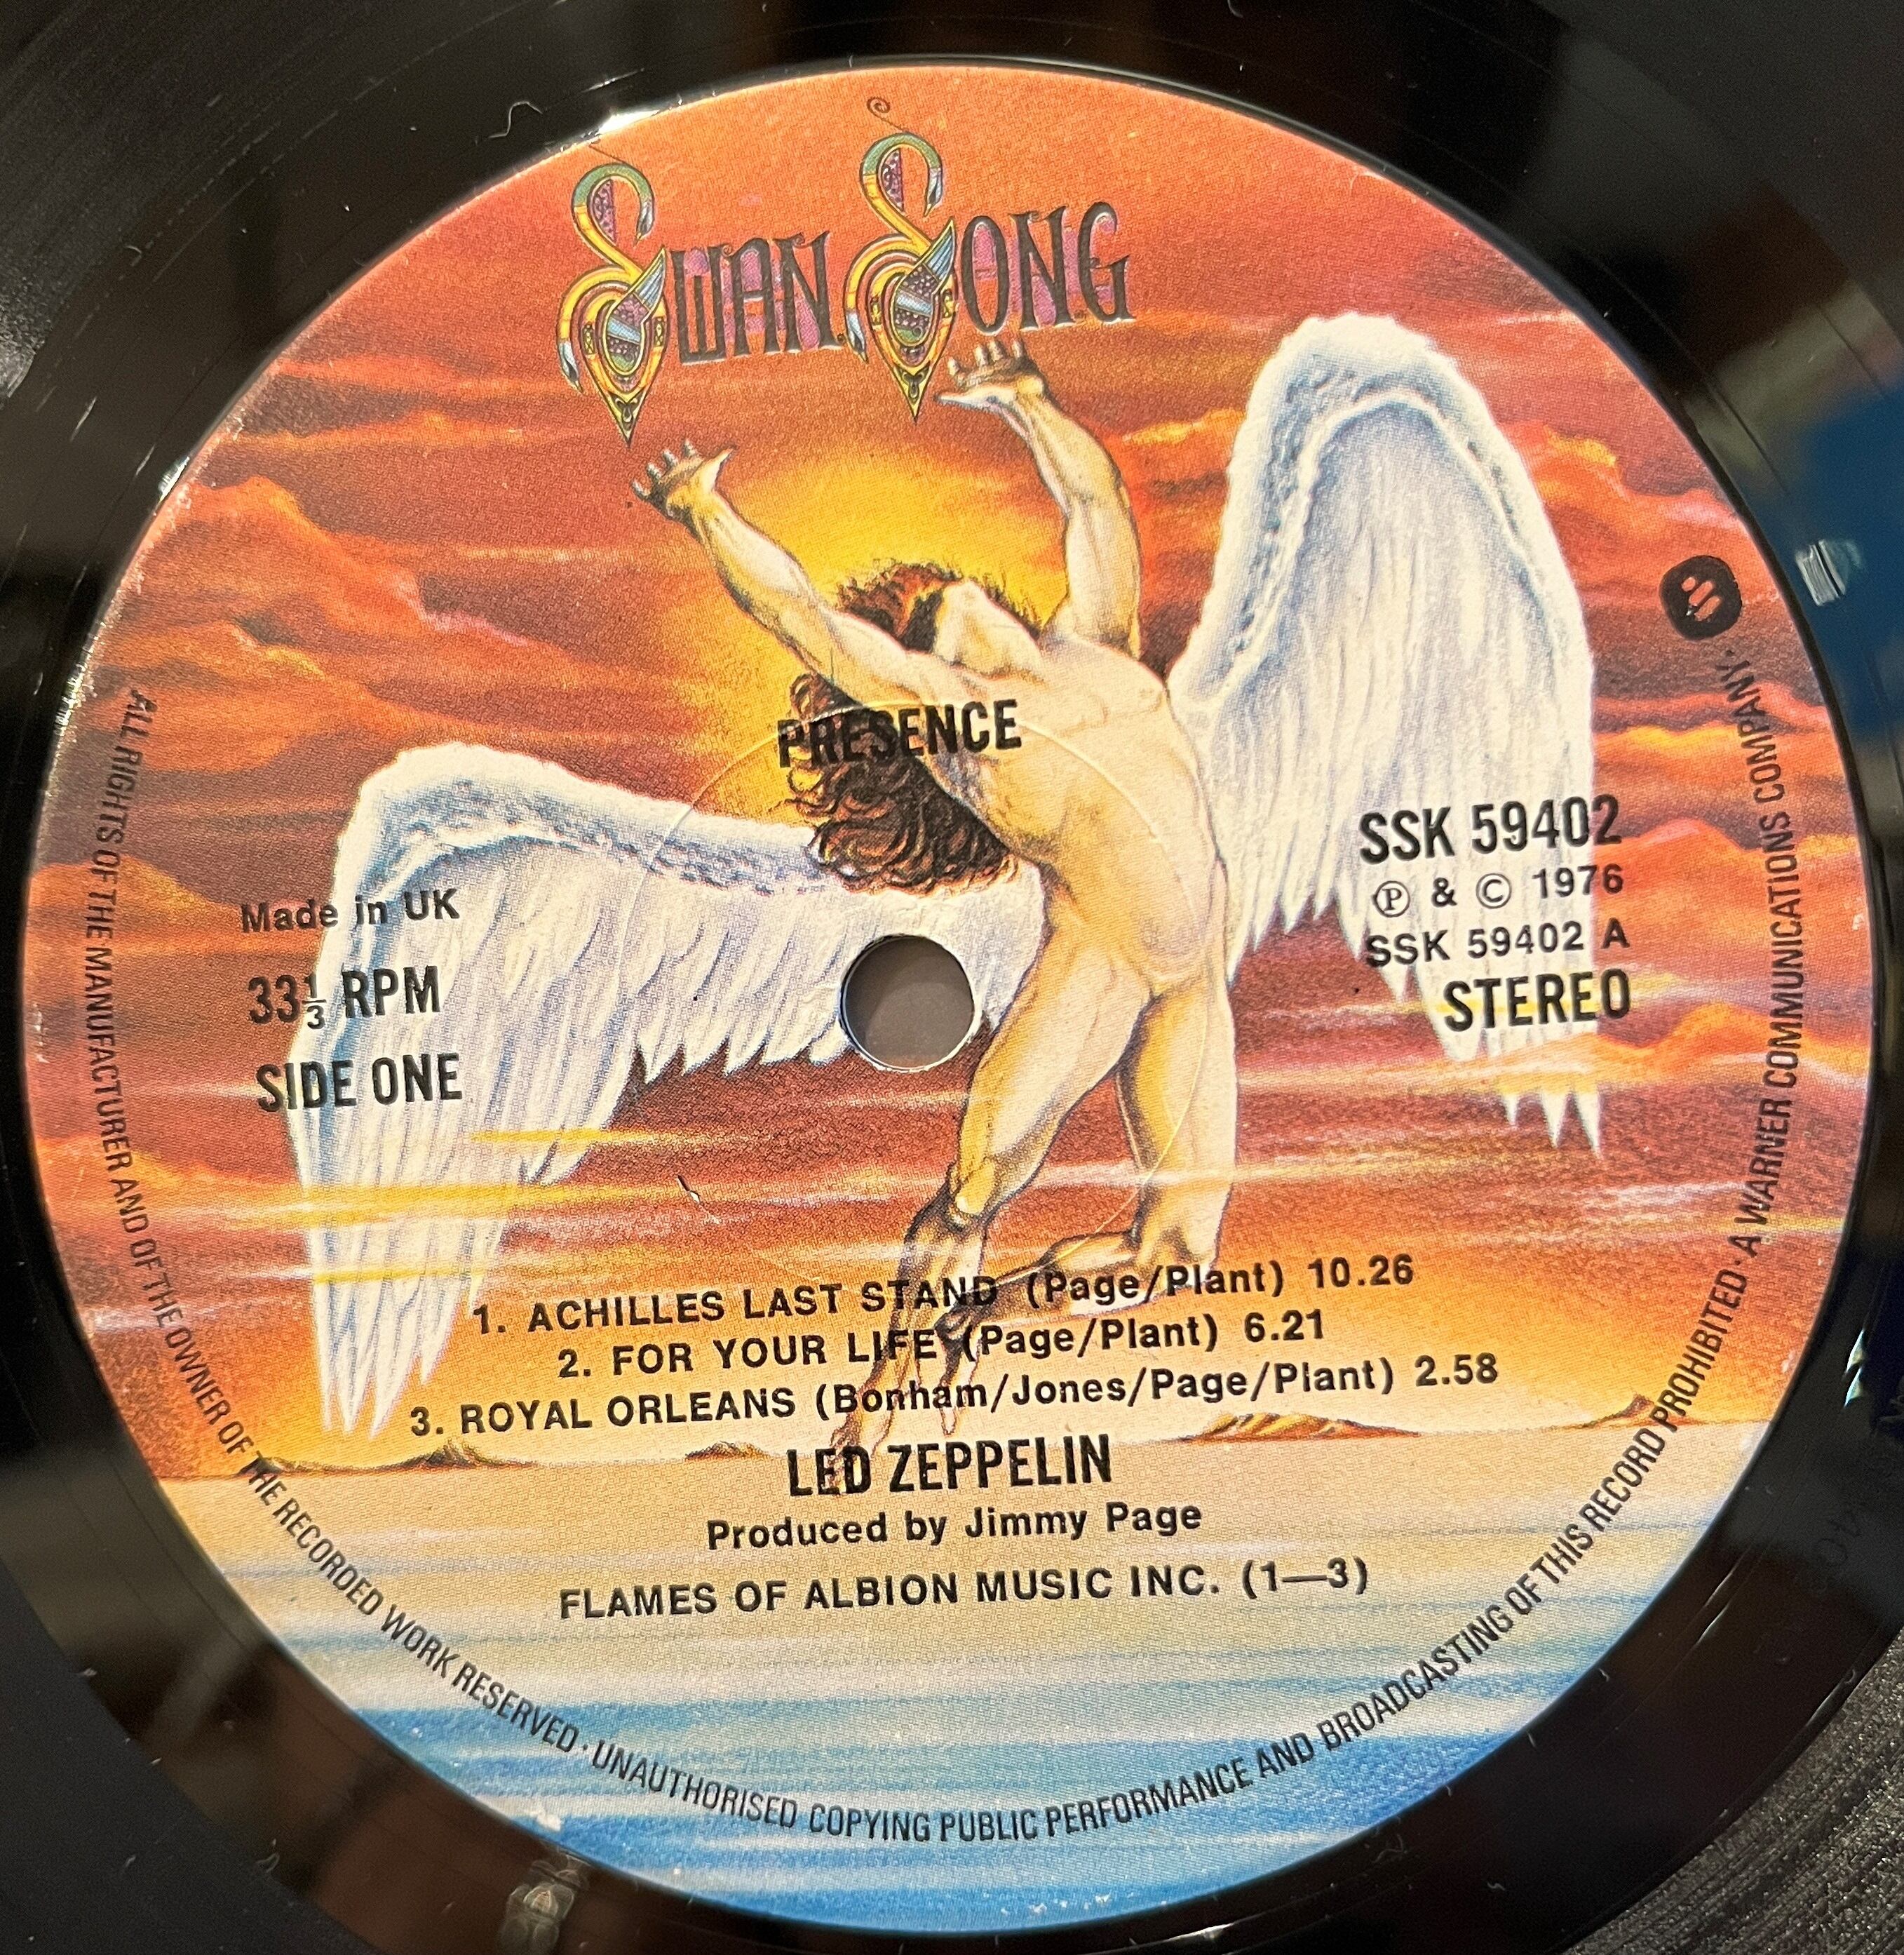 SWAN SONG
PRESENCE
Made in UK
33⅓ RPM
SIDE ONE
SSK 59402
Ⓟ & © 1976
SSK 59402 A
STEREO
1. ACHILLES LAST STAND (Page/Plant) 10.26
2. FOR YOUR LIFE (Page/Plant) 6.21
3. ROYAL ORLEANS (Bonham/Jones/Page/Plant) 2.58
LED ZEPPELIN
Produced by Jimmy Page
FLAMES OF ALBION MUSIC INC. (1—3)
ALL RIGHTS OF THE MANUFACTURER AND OF THE OWNER OF THE RECORDED WORK RESERVED · UNAUTHORISED COPYING PUBLIC PERFORMANCE AND BROADCASTING OF THIS RECORD PROHIBITED · A WARNER COMMUNICATIONS COMPANY ·